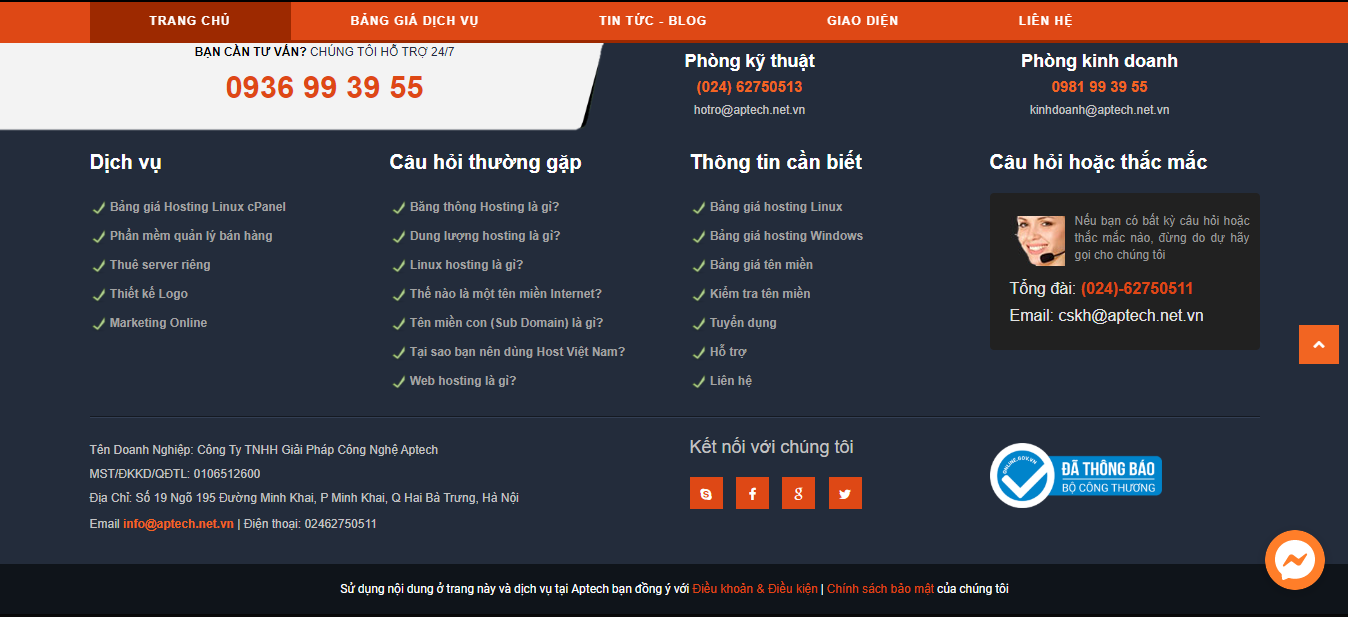 TRANG CHỦ
BẢNG GIÁ DỊCH VỤ
TIN TỨC - BLOG
GIAO DIỆN
LIÊN HỆ
BẠN CẦN TƯ VẤN? CHÚNG TÔI HỖ TRỢ 24/7
0936 99 39 55
Phòng kỹ thuật
(024) 62750513
hotro@aptech.net.vn
Phòng kinh doanh
0981 99 39 55
kinhdoanh@aptech.net.vn
Dịch vụ
Bảng giá Hosting Linux cPanel
Phần mềm quản lý bán hàng
Thuê server riêng
Thiết kế Logo
Marketing Online
Câu hỏi thường gặp
Băng thông Hosting là gì?
Dung lượng hosting là gì?
Linux hosting là gì?
Thế nào là một tên miền Internet?
Tên miền con (Sub Domain) là gì?
Tại sao bạn nên dùng Host Việt Nam?
Web hosting là gì?
Thông tin cần biết
Bảng giá hosting Linux
Bảng giá hosting Windows
Bảng giá tên miền
Kiểm tra tên miền
Tuyển dụng
Hỗ trợ
Liên hệ
Câu hỏi hoặc thắc mắc
Nếu bạn có bất kỳ câu hỏi hoặc
thắc mắc nào, đừng do dự hãy
gọi cho chúng tôi
Tổng đài: (024)-62750511
Email: cskh@aptech.net.vn
Tên Doanh Nghiệp: Công Ty TNHH Giải Pháp Công Nghệ Aptech
MST/ĐKKD/QĐTL: 0106512600
Địa Chỉ: Số 19 Ngõ 195 Đường Minh Khai, P Minh Khai, Q Hai Bà Trưng, Hà Nội
Email info@aptech.net.vn | Điện thoại: 02462750511
Kết nối với chúng tôi
ONLINE.GOV.VN
ĐÃ THÔNG BÁO
BỘ CÔNG THƯƠNG
Sử dụng nội dung ở trang này và dịch vụ tại Aptech bạn đồng ý với Điều khoản & Điều kiện | Chính sách bảo mật của chúng tôi